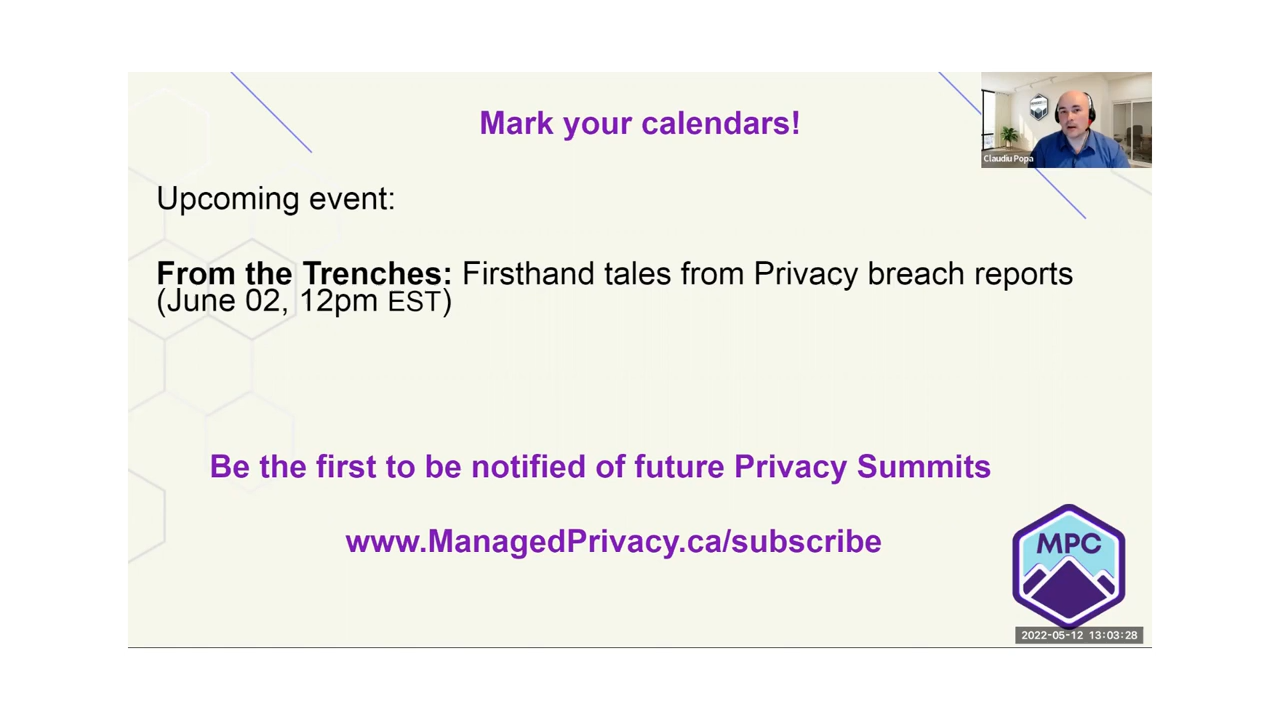 Mark your calendars!
Claudiu Popa
Upcoming event:
From the Trenches: Firsthand tales from Privacy breach reports
(June 02, 12pm EST)
Be the first to be notified of future Privacy Summits
www.ManagedPrivacy.ca/subscribe
MPC
2022-05-12 13:03:28